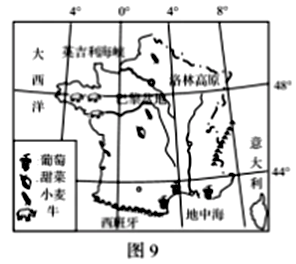 4° 0° 4° 8°
大西洋
英吉利海峡
洛林高原
48°
巴黎盆地
葡萄
甜菜
小麦
牛
意大利
44°
西班牙
地中海
图9